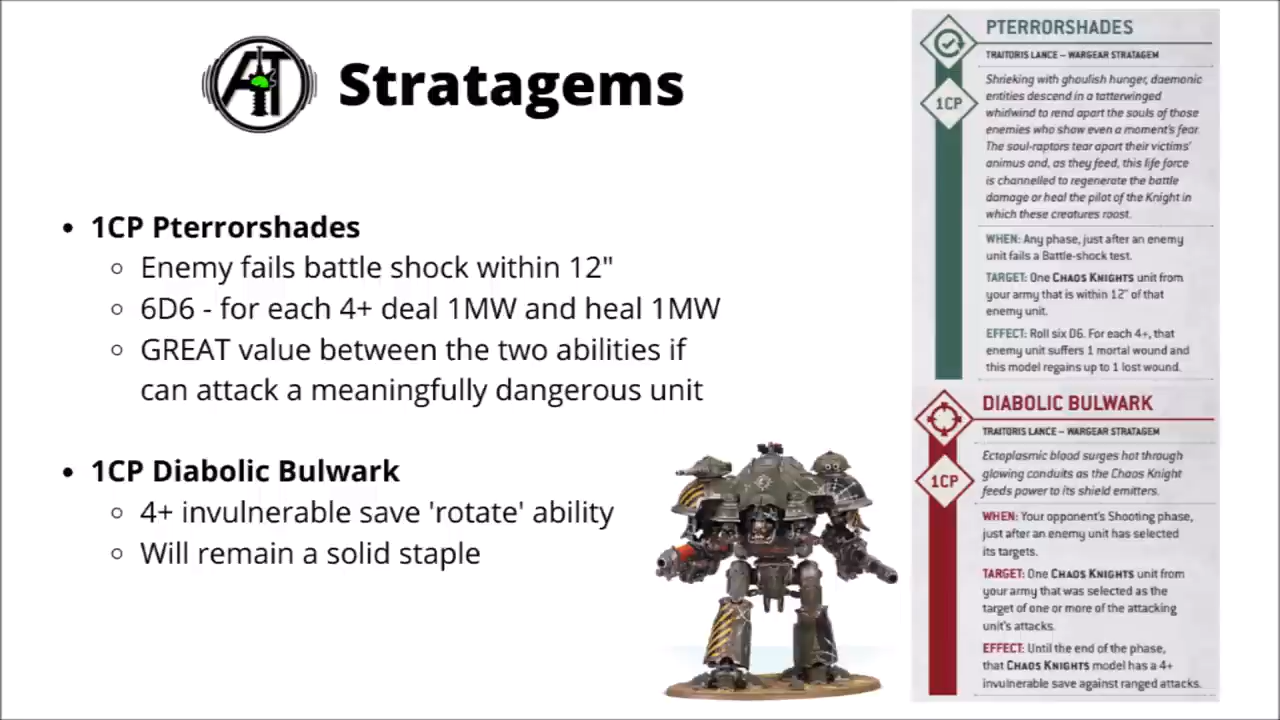 AT
Stratagems
• 1CP Pterrorshades
○ Enemy fails battle shock within 12"
○ 6D6 - for each 4+ deal 1MW and heal 1MW
○ GREAT value between the two abilities if
can attack a meaningfully dangerous unit
• 1CP Diabolic Bulwark
○ 4+ invulnerable save 'rotate' ability
○ Will remain a solid staple
PTERRORSHADES
TRAITORIS LANCE – WARGEAR STRATAGEM
1CP
Shrieking with ghoulish hunger, daemonic
entities descend in a tatterwinged
whirlwind to rend apart the souls of those
enemies who show even a moment's fear.
The soul-raptors tear apart their victims'
animus and, as they feed, this life force
is channelled to regenerate the battle
damage or heal the pilot of the Knight in
which these creatures roost.
WHEN: Any phase, just after an enemy
unit fails a Battle-shock test.
TARGET: One CHAOS KNIGHTS unit from
your army that is within 12" of that
enemy unit.
EFFECT: Roll six D6. For each 4+, that
enemy unit suffers 1 mortal wound and
this model regains up to 1 lost wound.
DIABOLIC BULWARK
TRAITORIS LANCE – WARGEAR STRATAGEM
1CP
Ectoplasmic blood surges hot through
glowing conduits as the Chaos Knight
feeds power to its shield emitters.
WHEN: Your opponent's Shooting phase,
just after an enemy unit has selected
its targets.
TARGET: One CHAOS KNIGHTS unit from
your army that was selected as the
target of one or more of the attacking
unit's attacks.
EFFECT: Until the end of the phase,
that CHAOS KNIGHTS model has a 4+
invulnerable save against ranged attacks.